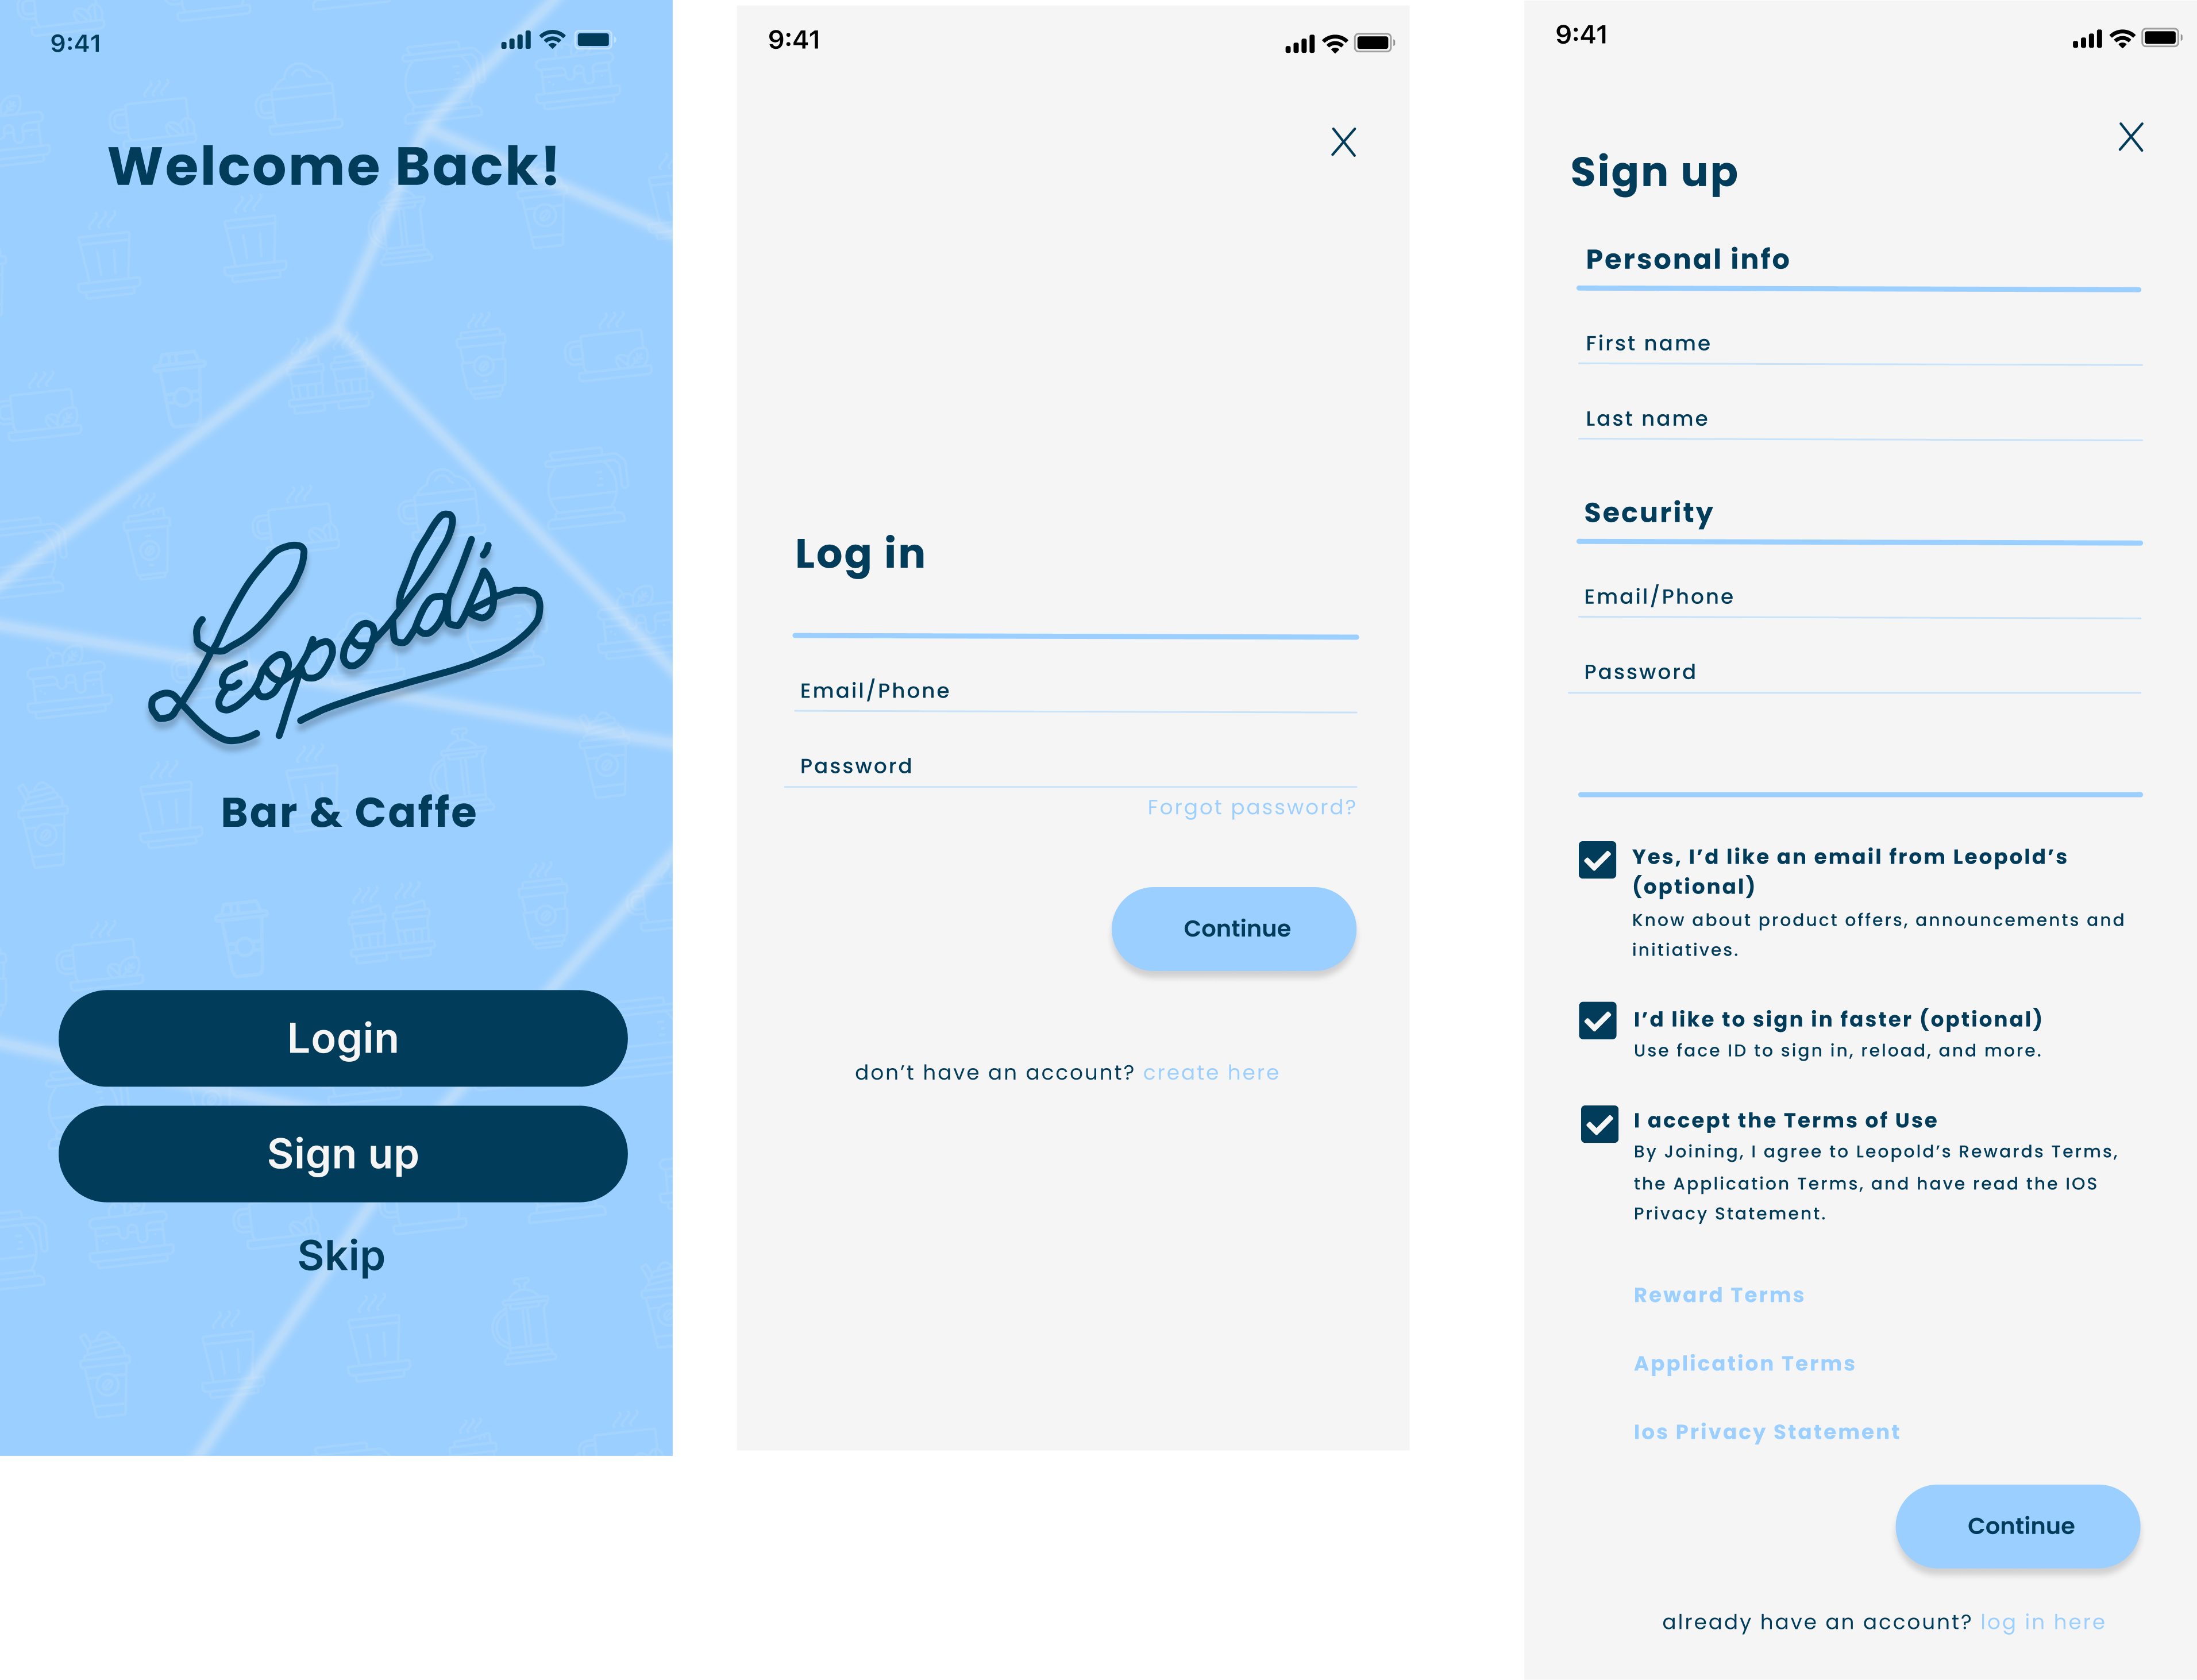 9:41
Welcome Back!
Leopold's
Bar & Caffe
Login
Sign up
Skip
9:41
X
Log in
Email/Phone
Password
Forgot password?
Continue
don’t have an account? create here
9:41
X
Sign up
Personal info
First name
Last name
Security
Email/Phone
Password
Yes, I’d like an email from Leopold’s
(optional)
Know about product offers, announcements and
initiatives.
I’d like to sign in faster (optional)
Use face ID to sign in, reload, and more.
I accept the Terms of Use
By Joining, I agree to Leopold’s Rewards Terms,
the Application Terms, and have read the IOS
Privacy Statement.
Reward Terms
Application Terms
Ios Privacy Statement
Continue
already have an account? log in here